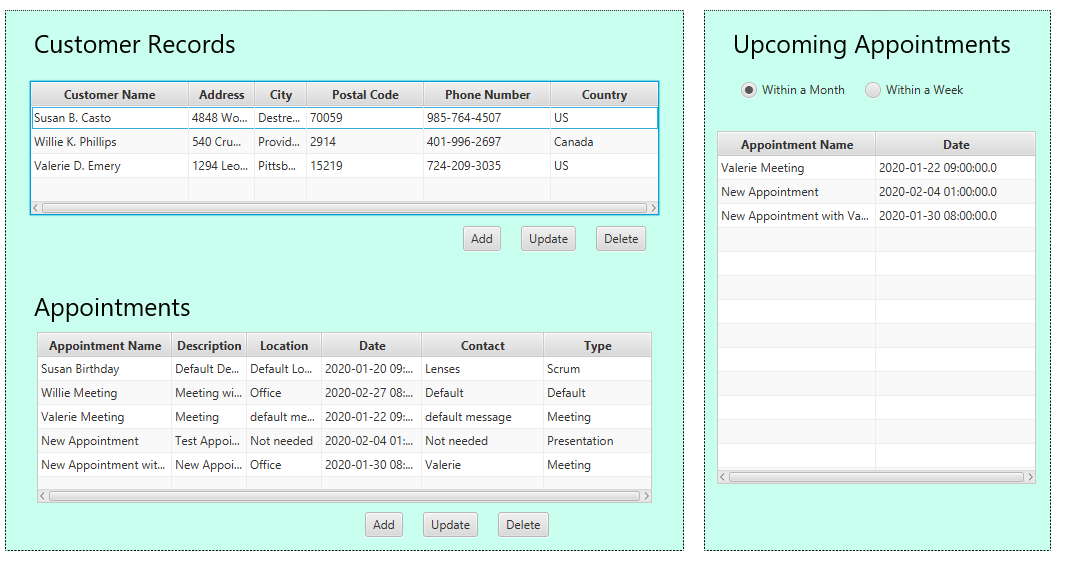 Customer Records
Customer Name Address City Postal Code Phone Number Country
Susan B. Casto 4848 Wo... Destre... 70059 985-764-4507 US
Willie K. Phillips 540 Cru... Provid... 2914 401-996-2697 Canada
Valerie D. Emery 1294 Leo... Pittsb... 15219 724-209-3035 US
Add Update Delete
Appointments
Appointment Name Description Location Date Contact Type
Susan Birthday Default De... Default Lo... 2020-01-20 09:... Lenses Scrum
Willie Meeting Meeting wi... Office 2020-02-27 08:... Default Default
Valerie Meeting Meeting default me... 2020-01-22 09:... default message Meeting
New Appointment Test Appoi... Not needed 2020-02-04 01:... Not needed Presentation
New Appointment wit... New Appoi... Office 2020-01-30 08:... Valerie Meeting
Add Update Delete
Upcoming Appointments
Within a Month Within a Week
Appointment Name Date
Valerie Meeting 2020-01-22 09:00:00.0
New Appointment 2020-02-04 01:00:00.0
New Appointment with Va... 2020-01-30 08:00:00.0